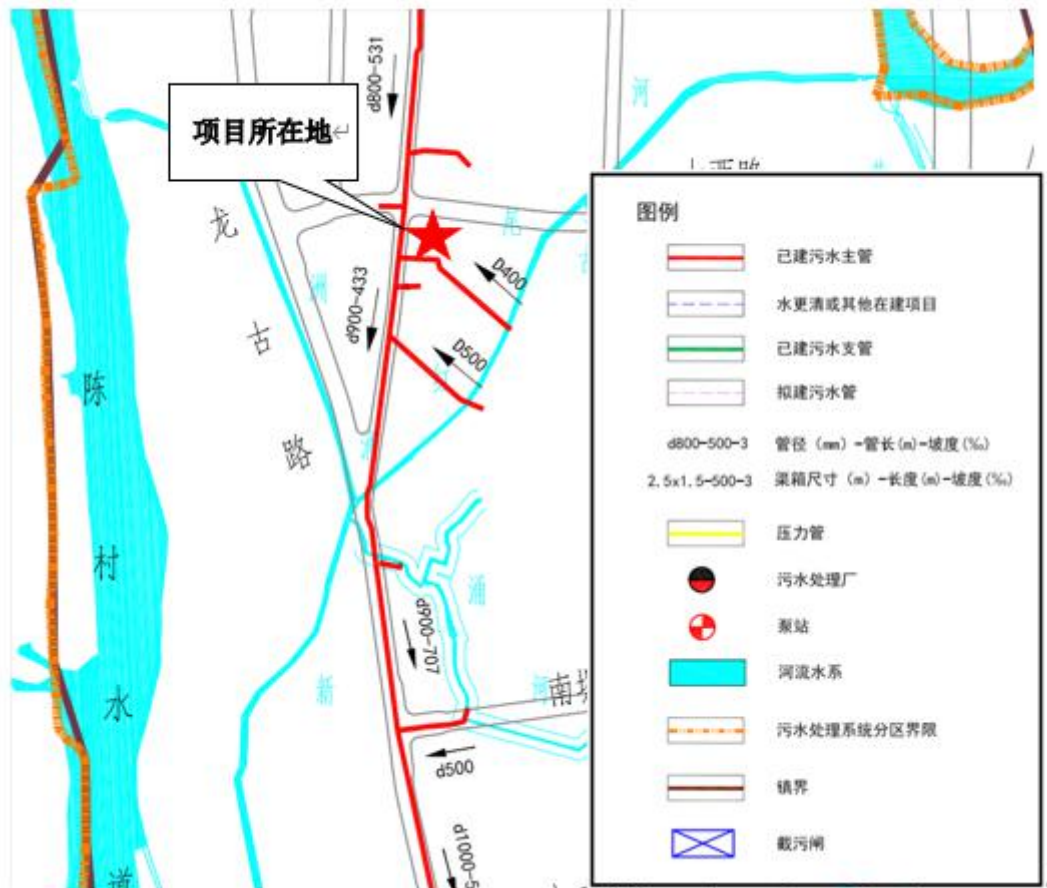 d800-531
项目所在地
河
龙
尾
D400
洲
d900-433
古
D500
陈
路
村
涌
d900-707
新
河
南
水
d500
道
图例
已建污水主管
水更清或其他在建项目
已建污水支管
拟建污水管
d800-500-3 管径（mm）-管长(m)-坡度(‰)
2.5x1.5-500-3 渠箱尺寸（m）-长度(m)-坡度(‰)
压力管
污水处理厂
泵站
河流水系
污水处理系统分区界限
镇界
截污闸